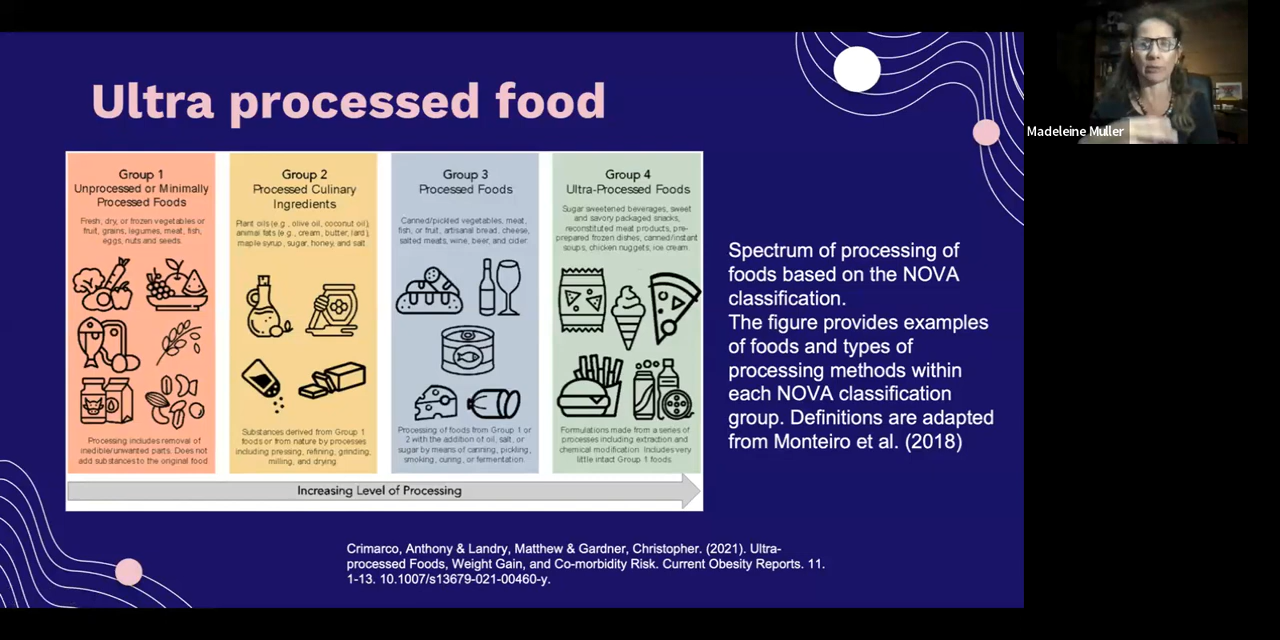 Ultra processed food
Group 1
Unprocessed or Minimally
Processed Foods
Fresh, dry, or frozen vegetables or
fruit, grains, legumes, meat, fish,
eggs, nuts and seeds.
Processing includes removal of
inedible/unwanted parts. Does not
add substances to the original food
Group 2
Processed Culinary
Ingredients
Plant oils (e.g., olive oil, coconut oil),
animal fats (e.g., cream, butter, lard),
maple syrup, sugar, honey, and salt.
Substances derived from Group 1
foods or from nature by processes
including pressing, refining, grinding,
milling, and drying.
Group 3
Processed Foods
Canned/pickled vegetables, meat,
fish, or fruit, artisanal bread, cheese,
salted meats, wine, beer, and cider.
Processing of foods from Group 1 or
2 with the addition of oil, salt, or
sugar by means of canning, pickling,
smoking, curing, or fermentation.
Group 4
Ultra-Processed Foods
Sugar sweetened beverages, sweet
and savory packaged snacks,
reconstituted meat products, pre-
prepared frozen dishes, canned/instant
soups, chicken nuggets, ice cream.
Formulations made from a series of
processes including extraction and
chemical modification. Includes very
little intact Group 1 foods.
Increasing Level of Processing
Spectrum of processing of
foods based on the NOVA
classification.
The figure provides examples
of foods and types of
processing methods within
each NOVA classification
group. Definitions are adapted
from Monteiro et al. (2018)
Crimarco, Anthony & Landry, Matthew & Gardner, Christopher. (2021). Ultra-
processed Foods, Weight Gain, and Co-morbidity Risk. Current Obesity Reports. 11.
1-13. 10.1007/s13679-021-00460-y.
Madeleine Muller